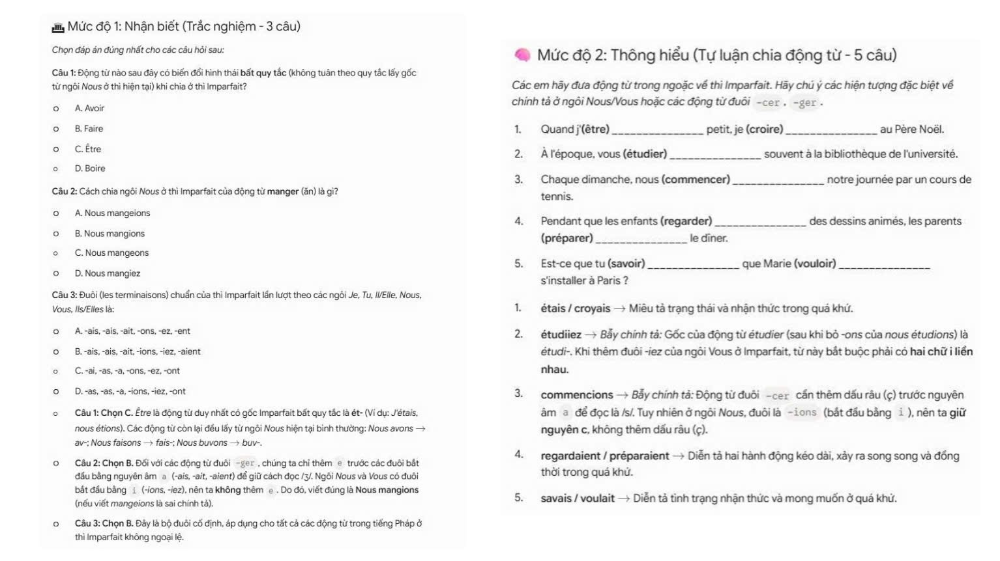 Mức độ 1: Nhận biết (Trắc nghiệm - 3 câu)
Chọn đáp án đúng nhất cho các câu hỏi sau:
Câu 1: Động từ nào sau đây có biến đổi hình thái bất quy tắc (không tuân theo quy tắc lấy gốc
từ ngôi Nous ở thì hiện tại) khi chia ở thì Imparfait?
A. Avoir
B. Faire
C. Être
D. Boire
Câu 2: Cách chia ngôi Nous ở thì Imparfait của động từ manger (ăn) là gì?
A. Nous mangeions
B. Nous mangions
C. Nous mangeons
D. Nous mangiez
Câu 3: Đuôi (les terminaisons) chuẩn của thì Imparfait lần lượt theo các ngôi Je, Tu, Il/Elle, Nous,
Vous, Ils/Elles là:
A. -ais, -ais, -ait, -ons, -ez, -ent
B. -ais, -ais, -ait, -ions, -iez, -aient
C. -ai, -as, -a, -ons, -ez, -ont
D. -as, -as, -a, -ions, -iez, -ont
Câu 1: Chọn C. Être là động từ duy nhất có gốc Imparfait bất quy tắc là ét- (Ví dụ: J'étais,
nous étions). Các động từ còn lại đều lấy từ ngôi Nous hiện tại bình thường: Nous avons →
av-; Nous faisons → fais-; Nous buvons → buv-.
Câu 2: Chọn B. Đối với các động từ đuôi -ger, chúng ta chỉ thêm e trước các đuôi bắt
đầu bằng nguyên âm a (-ais, -ait, -aient) để giữ cách đọc /ʒ/. Ngôi Nous và Vous có đuôi
bắt đầu bằng i (-ions, -iez), nên ta không thêm e. Do đó, viết đúng là Nous mangions
(nếu viết mangeions là sai chính tả).
Câu 3: Chọn B. Đây là bộ đuôi cố định, áp dụng cho tất cả các động từ trong tiếng Pháp ở
thì Imparfait không ngoại lệ.
Mức độ 2: Thông hiểu (Tự luận chia động từ - 5 câu)
Các em hãy đưa động từ trong ngoặc về thì Imparfait. Hãy chú ý các hiện tượng đặc biệt về
chính tả ở ngôi Nous/Vous hoặc các động từ đuôi -cer, -ger.
1. Quand j'(être) _______________ petit, je (croire) _______________ au Père Noël.
2. À l'époque, vous (étudier) _______________ souvent à la bibliothèque de l'université.
3. Chaque dimanche, nous (commencer) _______________ notre journée par un cours de
tennis.
4. Pendant que les enfants (regarder) _______________ des dessins animés, les parents
(préparer) _______________ le dîner.
5. Est-ce que tu (savoir) _______________ que Marie (vouloir) _______________
s'installer à Paris ?
1. étais / croyais → Miêu tả trạng thái và nhận thức trong quá khứ.
2. étudiiez → Bẫy chính tả: Gốc của động từ étudier (sau khi bỏ -ons của nous étudions) là
étudi-. Khi thêm đuôi -iez của ngôi Vous ở Imparfait, từ này bắt buộc phải có hai chữ i liền
nhau.
3. commencions → Bẫy chính tả: Động từ đuôi -cer cần thêm dấu râu (ç) trước nguyên
âm a để đọc là /s/. Tuy nhiên ở ngôi Nous, đuôi là -ions (bắt đầu bằng i), nên ta giữ
nguyên c, không thêm dấu râu (ç).
4. regardaient / préparaient → Diễn tả hai hành động kéo dài, xảy ra song song và đồng
thời trong quá khứ.
5. savais / voulait → Diễn tả tình trạng nhận thức và mong muốn ở quá khứ.